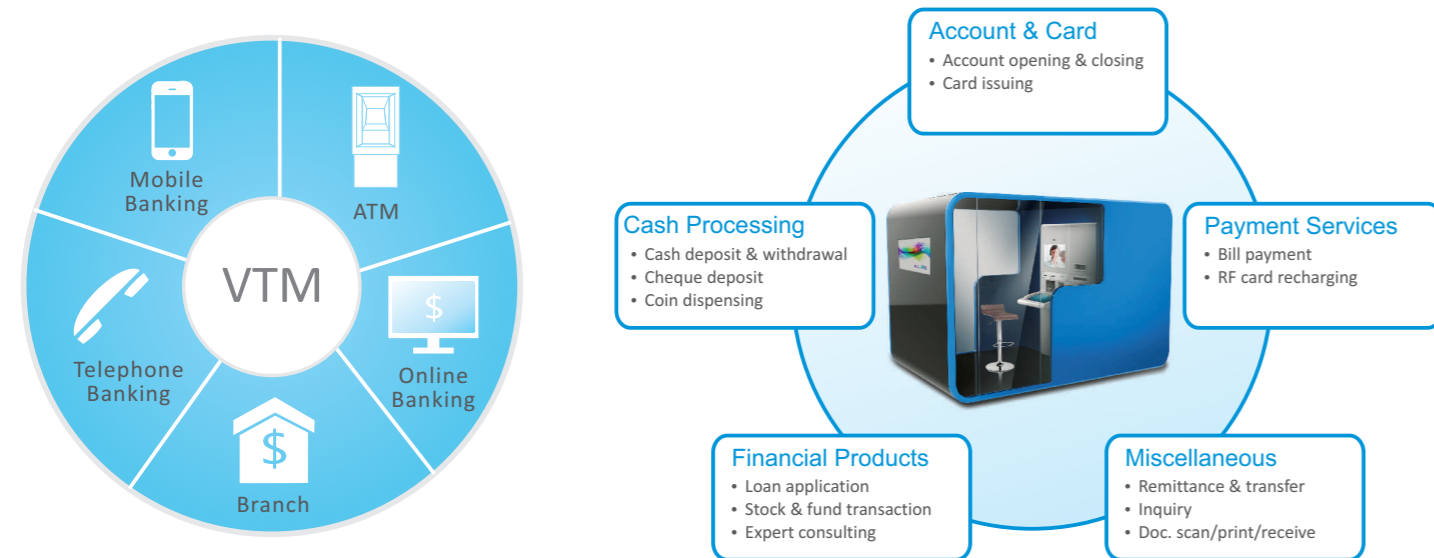 Mobile
Banking
ATM
VTM
Telephone
Banking
$
Online
Banking
$
Branch
Account & Card
• Account opening & closing
• Card issuing
Cash Processing
• Cash deposit & withdrawal
• Cheque deposit
• Coin dispensing
Payment Services
• Bill payment
• RF card recharging
Financial Products
• Loan application
• Stock & fund transaction
• Expert consulting
Miscellaneous
• Remittance & transfer
• Inquiry
• Doc. scan/print/receive